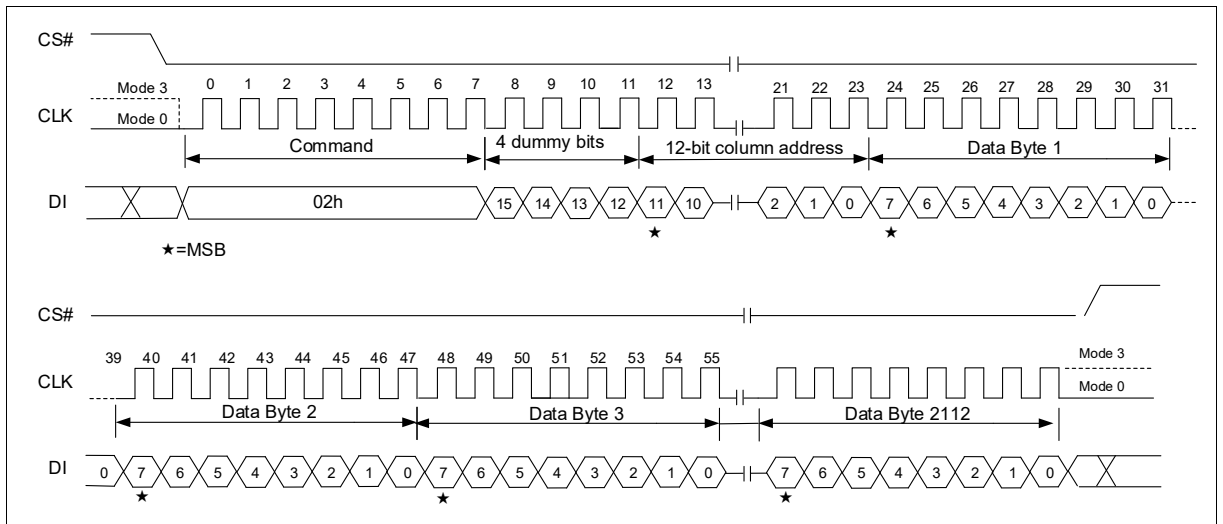 CS#
0 1 2 3 4 5 6 7 8 9 10 11 12 13 21 22 23 24 25 26 27 28 29 30 31
Mode 3
CLK
Mode 0
Command 4 dummy bits 12-bit column address Data Byte 1
DI 02h 15 14 13 12 11 10 2 1 0 7 6 5 4 3 2 1 0
★ ★
★=MSB
CS#
39 40 41 42 43 44 45 46 47 48 49 50 51 52 53 54 55
Mode 3
CLK
Mode 0
Data Byte 2 Data Byte 3 Data Byte 2112
DI 0 7 6 5 4 3 2 1 0 7 6 5 4 3 2 1 0 7 6 5 4 3 2 1 0
★ ★ ★